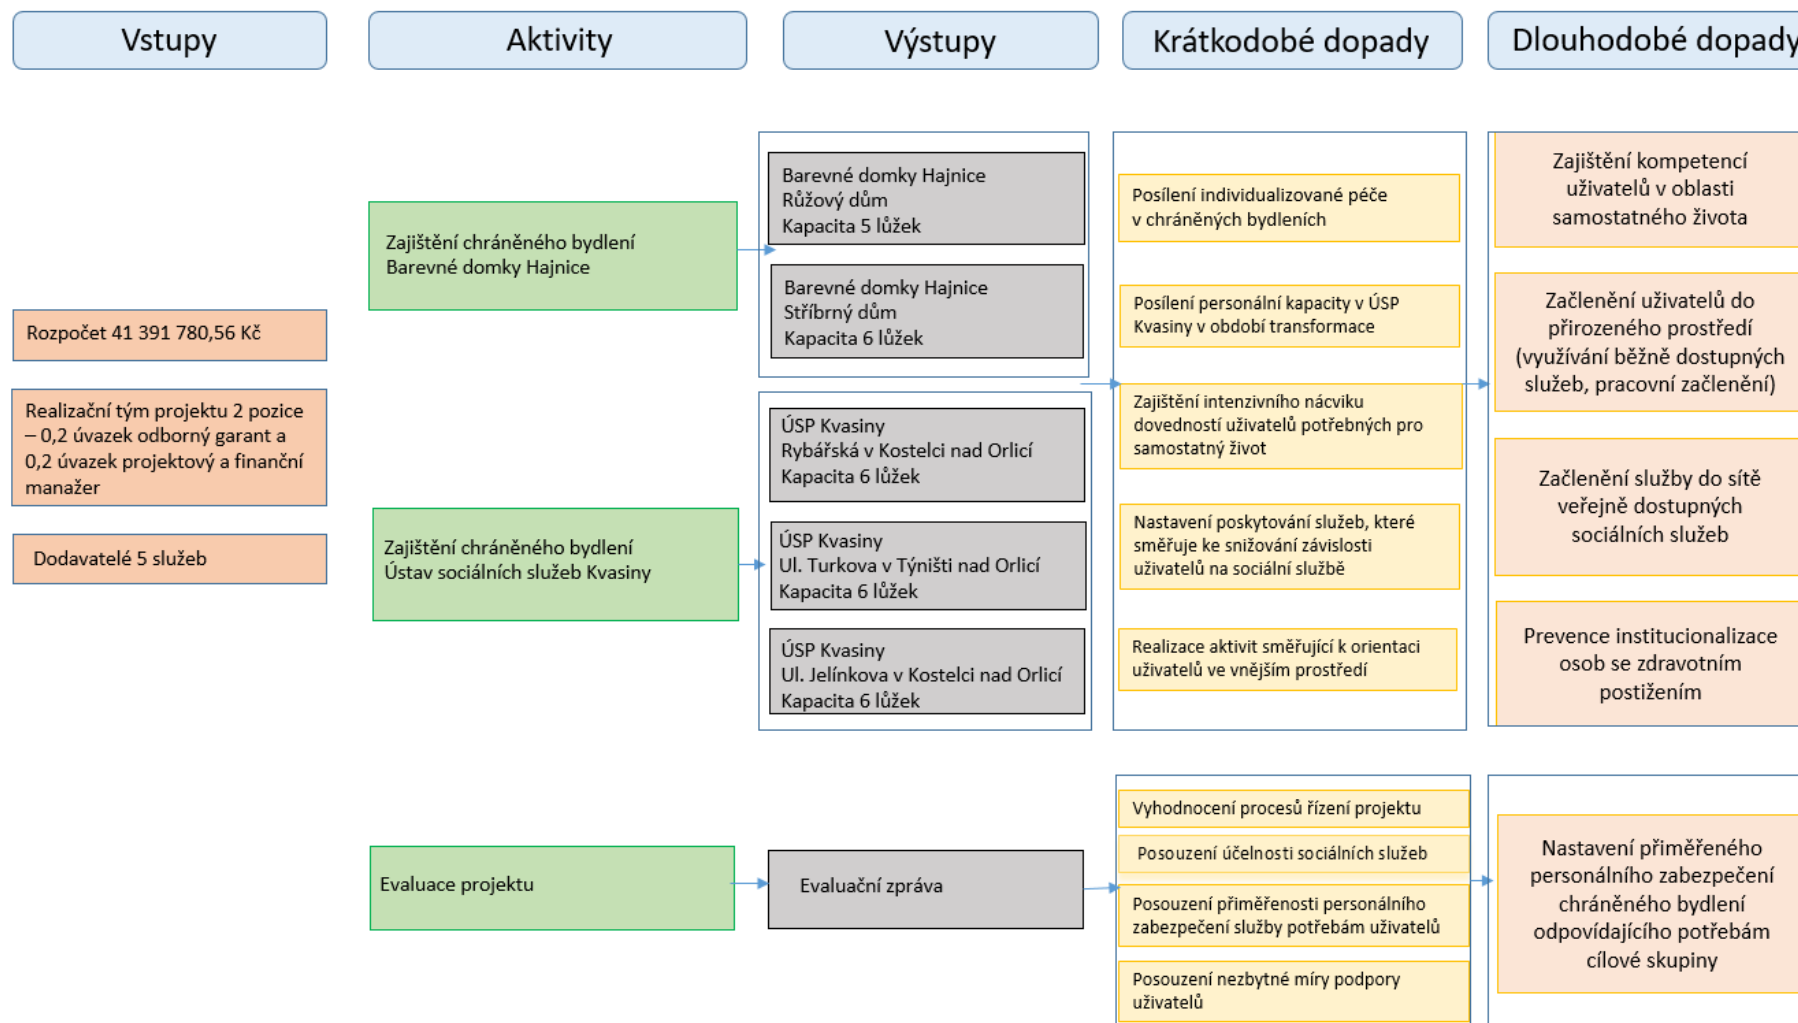 Vstupy
Aktivity
Výstupy
Krátkodobé dopady
Dlouhodobé dopady
Rozpočet 41 391 780,56 Kč
Realizační tým projektu 2 pozice
– 0,2 úvazek odborný garant a
0,2 úvazek projektový a finanční
manažer
Dodavatelé 5 služeb
Zajištění chráněného bydlení
Barevné domky Hajnice
Zajištění chráněného bydlení
Ústav sociálních služeb Kvasiny
Barevné domky Hajnice
Růžový dům
Kapacita 5 lůžek
Barevné domky Hajnice
Stříbrný dům
Kapacita 6 lůžek
ÚSP Kvasiny
Rybářská v Kostelci nad Orlicí
Kapacita 6 lůžek
ÚSP Kvasiny
Ul. Turkova v Týništi nad Orlicí
Kapacita 6 lůžek
ÚSP Kvasiny
Ul. Jelínkova v Kostelci nad Orlicí
Kapacita 6 lůžek
Posílení individualizované péče
v chráněných bydleních
Posílení personální kapacity v ÚSP
Kvasiny v období transformace
Zajištění intenzivního nácviku
dovedností uživatelů potřebných pro
samostatný život
Nastavení poskytování služeb, které
směřuje ke snižování závislosti
uživatelů na sociální službě
Realizace aktivit směřující k orientaci
uživatelů ve vnějším prostředí
Zajištění kompetencí
uživatelů v oblasti
samostatného života
Začlenění uživatelů do
přirozeného prostředí
(využívání běžně dostupných
služeb, pracovní začlenění)
Začlenění služby do sítě
veřejně dostupných
sociálních služeb
Prevence institucionalizace
osob se zdravotním
postižením
Evaluace projektu
Evaluační zpráva
Vyhodnocení procesů řízení projektu
Posouzení účelnosti sociálních služeb
Posouzení přiměřenosti personálního
zabezpečení služby potřebám uživatelů
Posouzení nezbytné míry podpory
uživatelů
Nastavení přiměřeného
personálního zabezpečení
chráněného bydlení
odpovídajícího potřebám
cílové skupiny